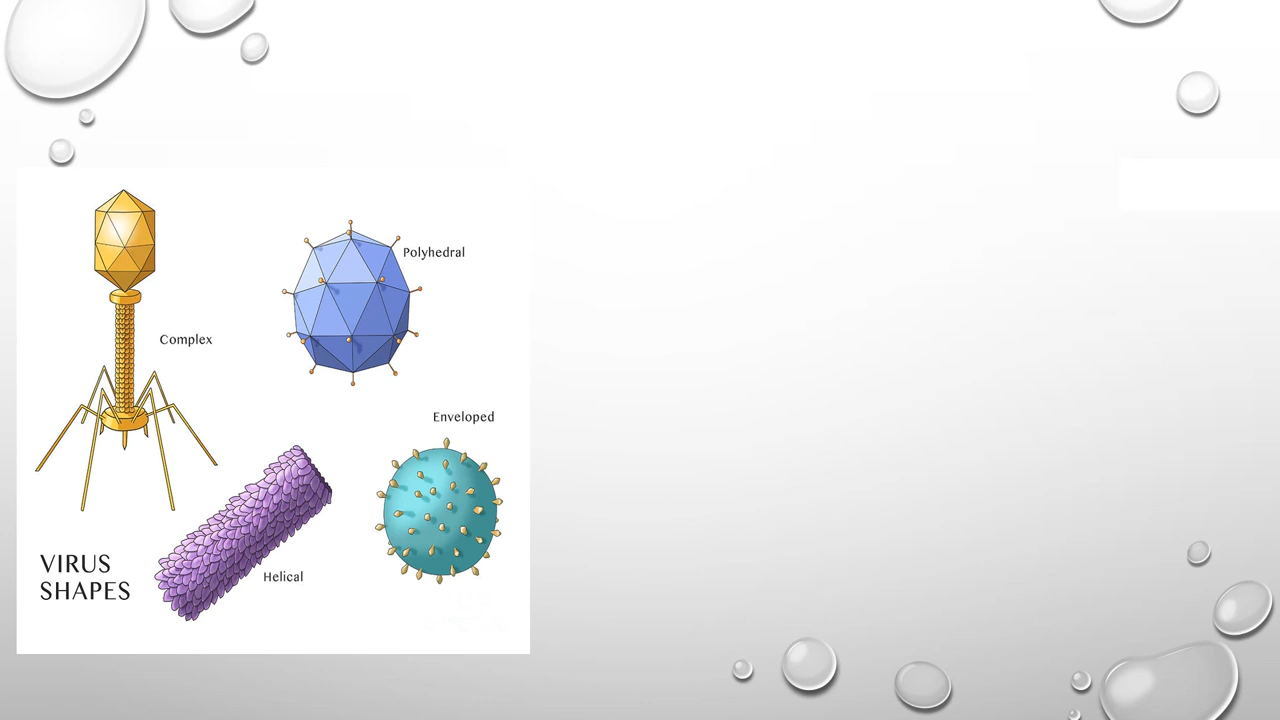 Polyhedral
Complex
Enveloped
Helical
VIRUS
SHAPES